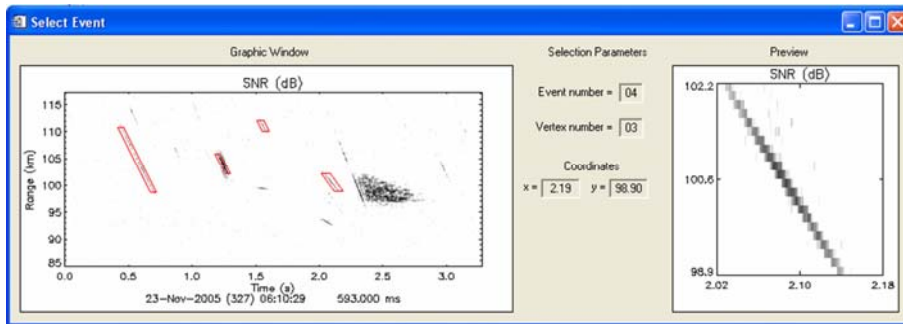 Select Event
Graphic Window
SNR (dB)
115
110
105
100
95
90
85
Range (km)
0.0 0.5 1.0 1.5 2.0 2.5 3.0
Time (s)
23-Nov-2005 (327) 06:10:29 593.000 ms
Selection Parameters
Event number = 04
Vertex number = 03
Coordinates
x = 2.19 y = 98.90
Preview
SNR (dB)
102.2
100.6
98.9
2.02 2.10 2.18